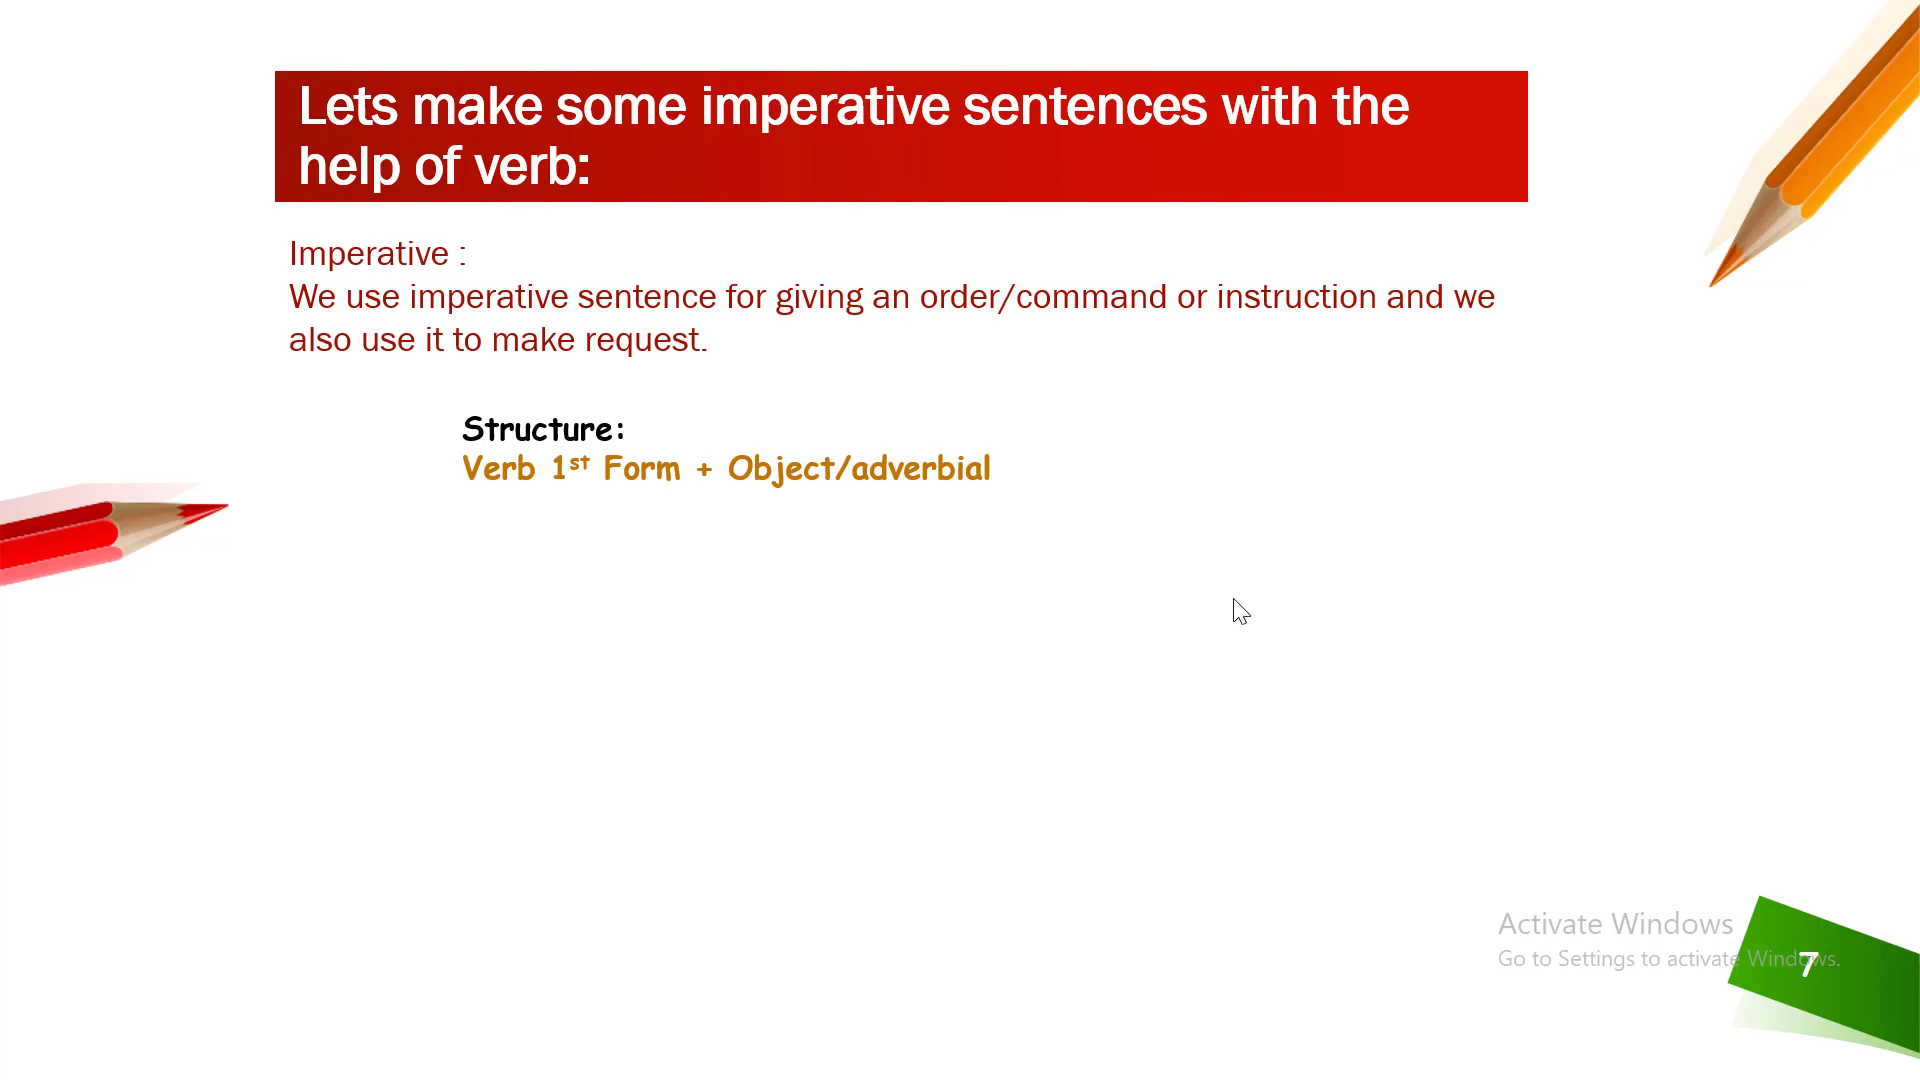 Lets make some imperative sentences with the
help of verb:
Imperative :
We use imperative sentence for giving an order/command or instruction and we
also use it to make request.
Structure:
Verb 1st Form + Object/adverbial
Activate Windows
Go to Settings to activate Windows.
7